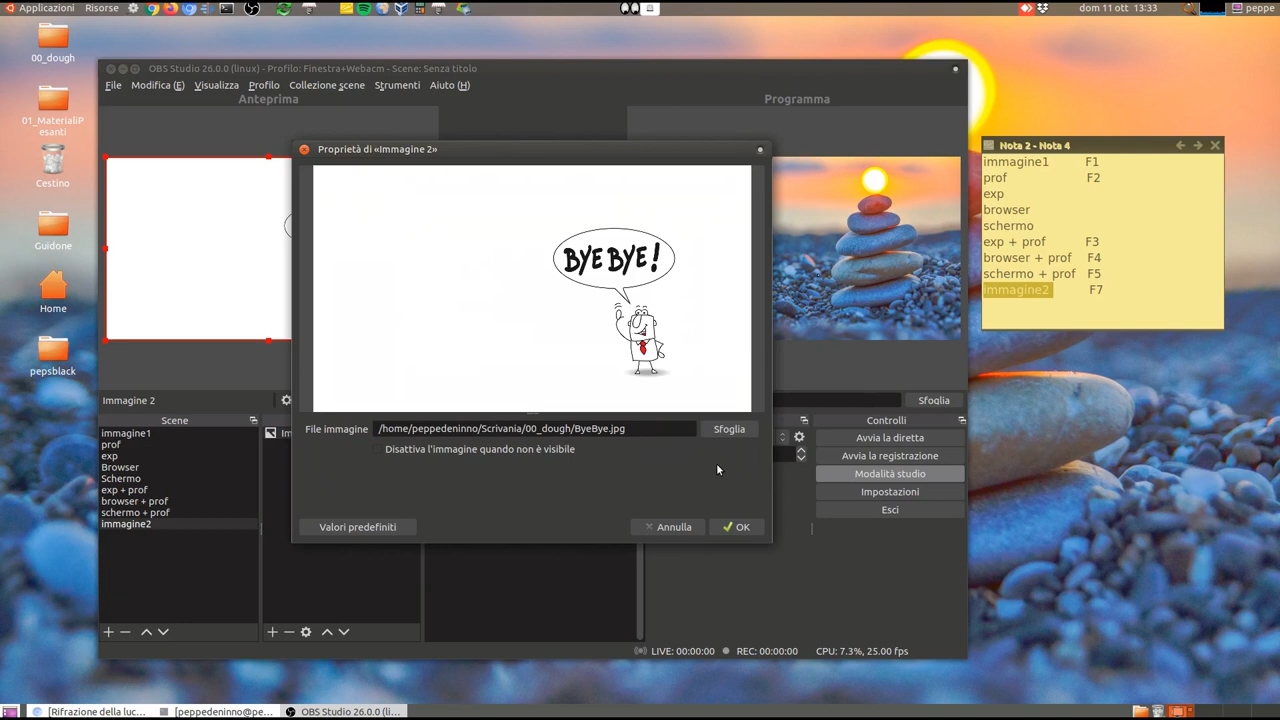 Applicazioni Risorse
dom 11 ott 13:33
peppe
00_dough
01_MaterialiP
esanti
Cestino
Guidone
Home
pepsblack
OBS Studio 26.0.0 (linux) - Profilo: Finestra+Webacm - Scene: Senza titolo
File Modifica (E) Visualizza Profilo Collezione scene Strumenti Aiuto (H)
Anteprima
Programma
Proprietà di «Immagine 2»
BYE BYE!
File immagine /home/peppedeninno/Scrivania/00_dough/ByeBye.jpg Sfoglia
Disattiva l'immagine quando non è visibile
Valori predefiniti Annulla OK
Immagine 2
Sfoglia
Scene
immagine1
prof
exp
Browser
Schermo
exp + prof
browser + prof
schermo + prof
immagine2
Im
Controlli
Avvia la diretta
Avvia la registrazione
Modalità studio
Impostazioni
Esci
LIVE: 00:00:00 REC: 00:00:00 CPU: 7.3%, 25.00 fps
Nota 2 - Nota 4
immagine1 F1
prof F2
exp
browser
schermo
exp + prof F3
browser + prof F4
schermo + prof F5
immagine2 F7
[Rifrazione della luc... [peppedeninno@pe... OBS Studio 26.0.0 (li...